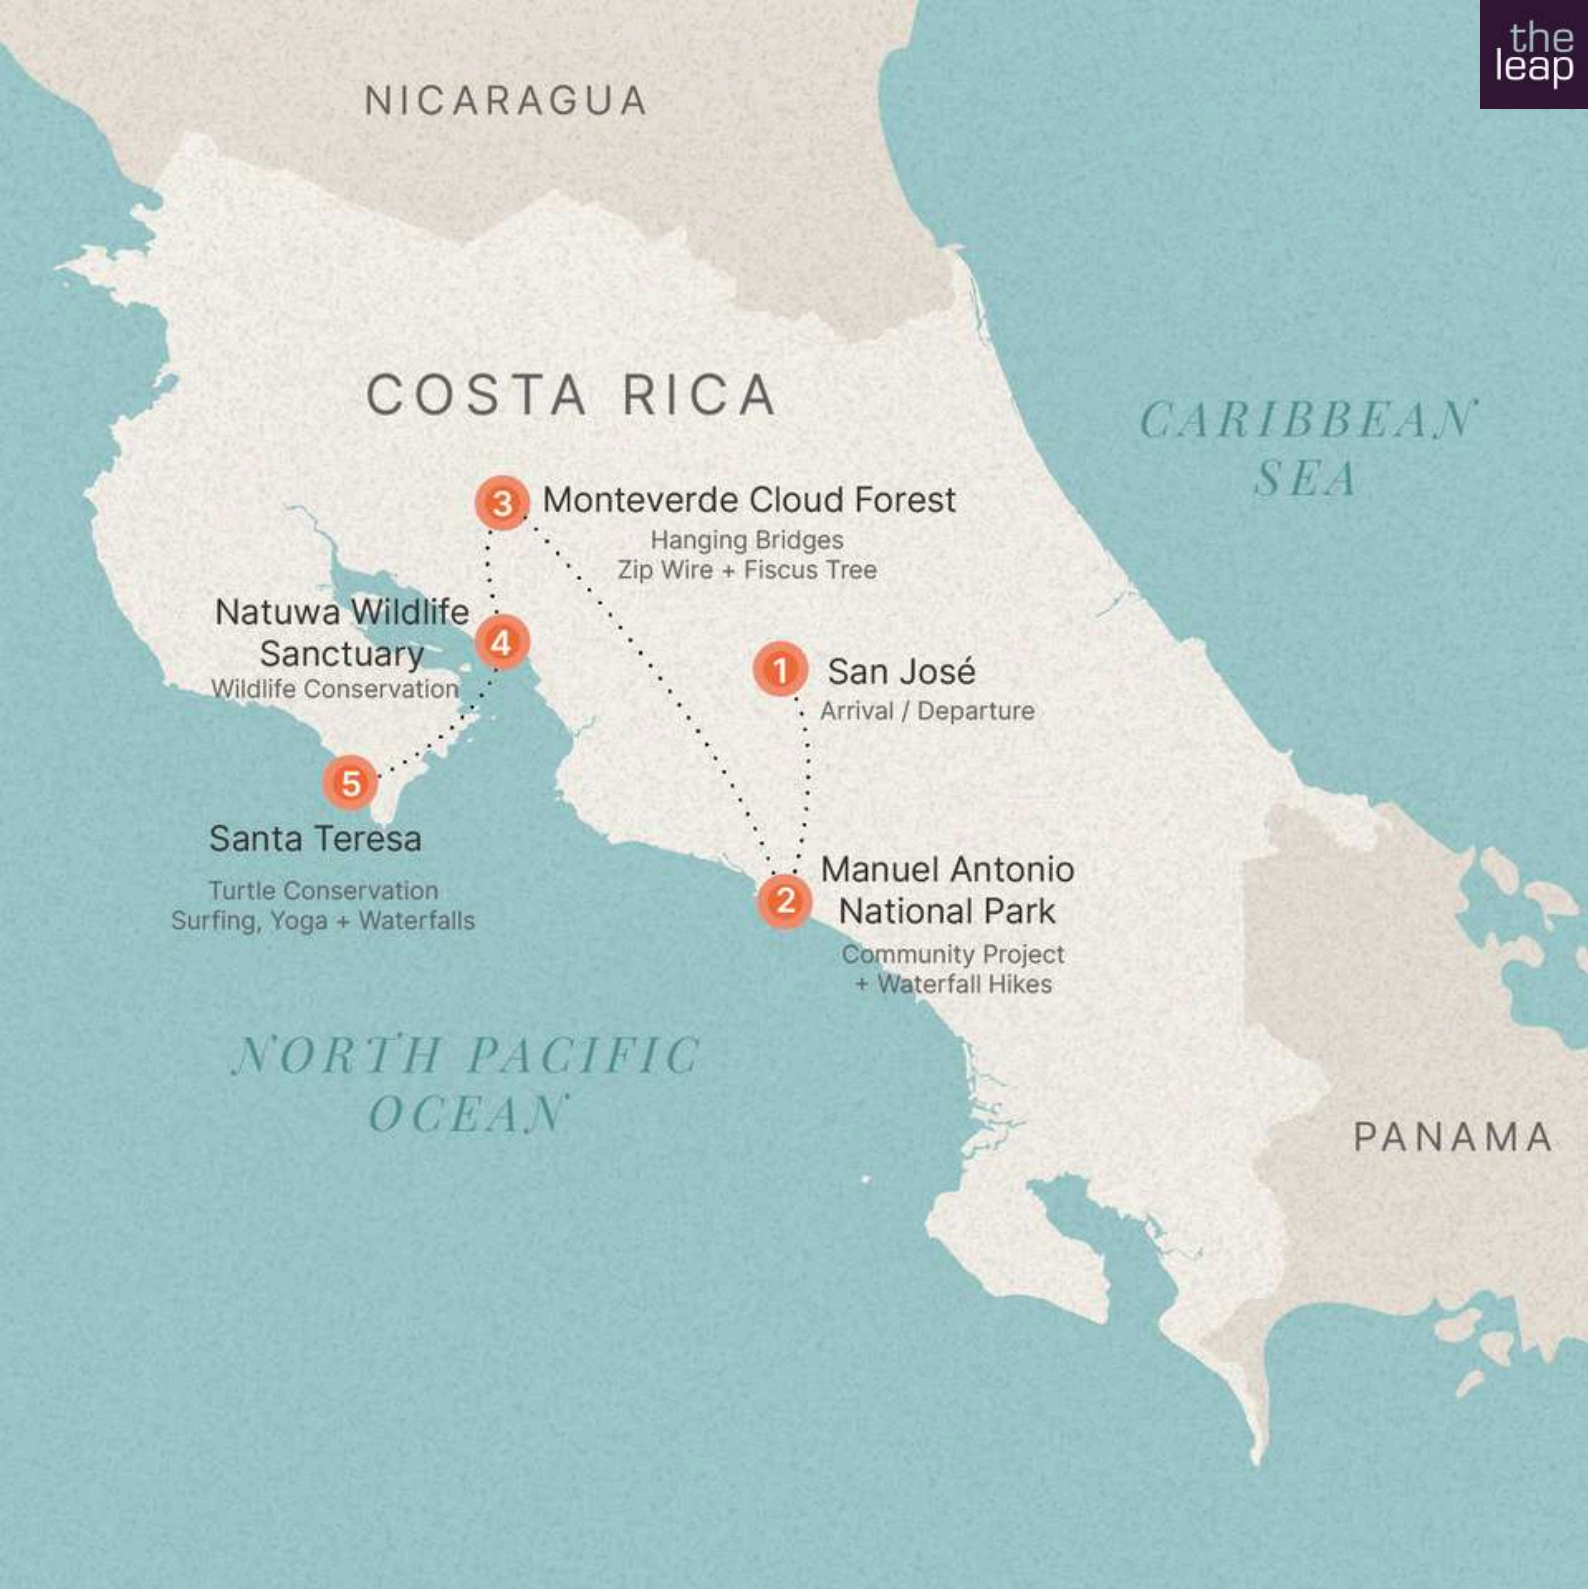 the
leap
NICARAGUA
COSTA RICA
CARIBBEAN
SEA
3 Monteverde Cloud Forest
Hanging Bridges
Zip Wire + Fiscus Tree
Natuwa Wildlife
Sanctuary
Wildlife Conservation
4
1 San José
Arrival / Departure
5
Santa Teresa
Turtle Conservation
Surfing, Yoga + Waterfalls
2
Manuel Antonio
National Park
Community Project
+ Waterfall Hikes
NORTH PACIFIC
OCEAN
PANAMA